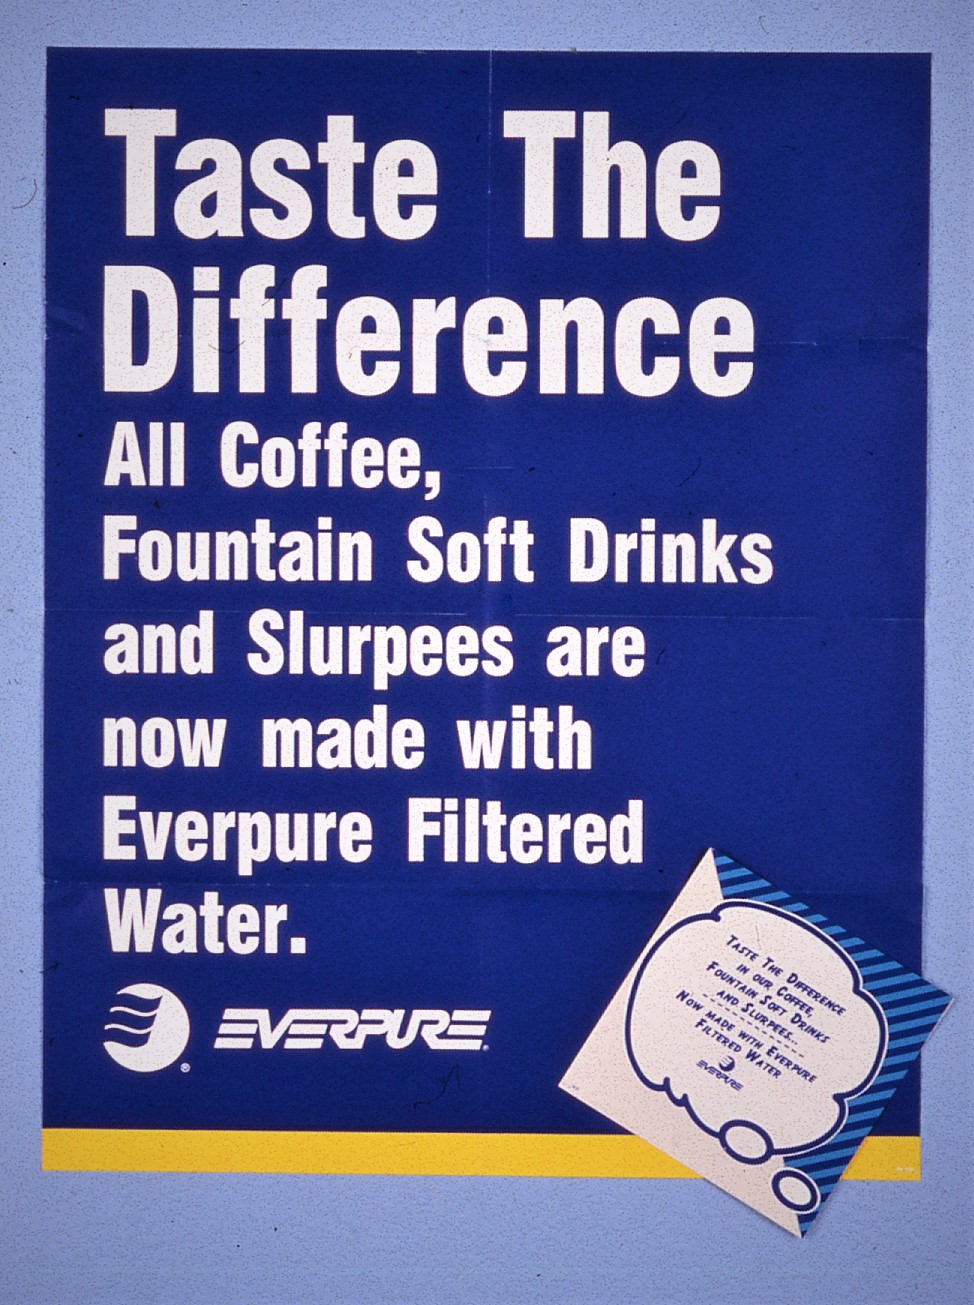 Taste The
Difference
All Coffee,
Fountain Soft Drinks
and Slurpees are
now made with
Everpure Filtered
Water.
®
EVERPURE®
TASTE THE DIFFERENCE
IN OUR COFFEE,
FOUNTAIN SOFT DRINKS
AND SLURPEES...
NOW MADE WITH EVERPURE
FILTERED WATER
EVERPURE